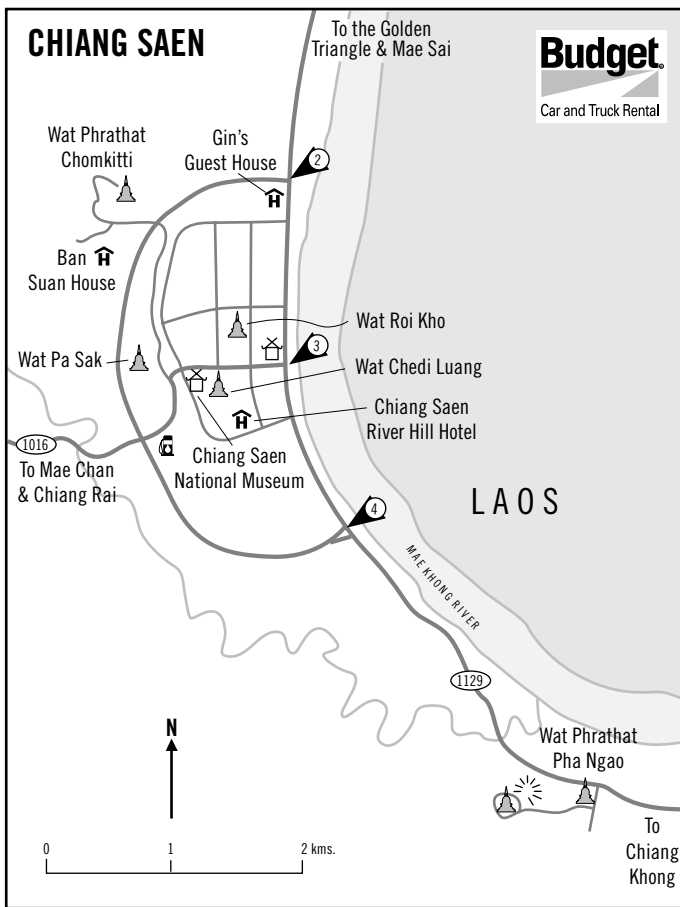 CHIANG SAEN
To the Golden
Triangle & Mae Sai
Budget®
Car and Truck Rental
Wat Phrathat
Chomkitti
Gin's
Guest House
2
H
Ban
Suan House
H
Wat Roi Kho
3
Wat Pa Sak
Wat Chedi Luang
H
Chiang Saen
River Hill Hotel
1016
To Mae Chan
& Chiang Rai
Chiang Saen
National Museum
LAOS
4
MAE KHONG RIVER
1129
N
Wat Phrathat
Pha Ngao
0 1 2 kms.
To
Chiang
Khong